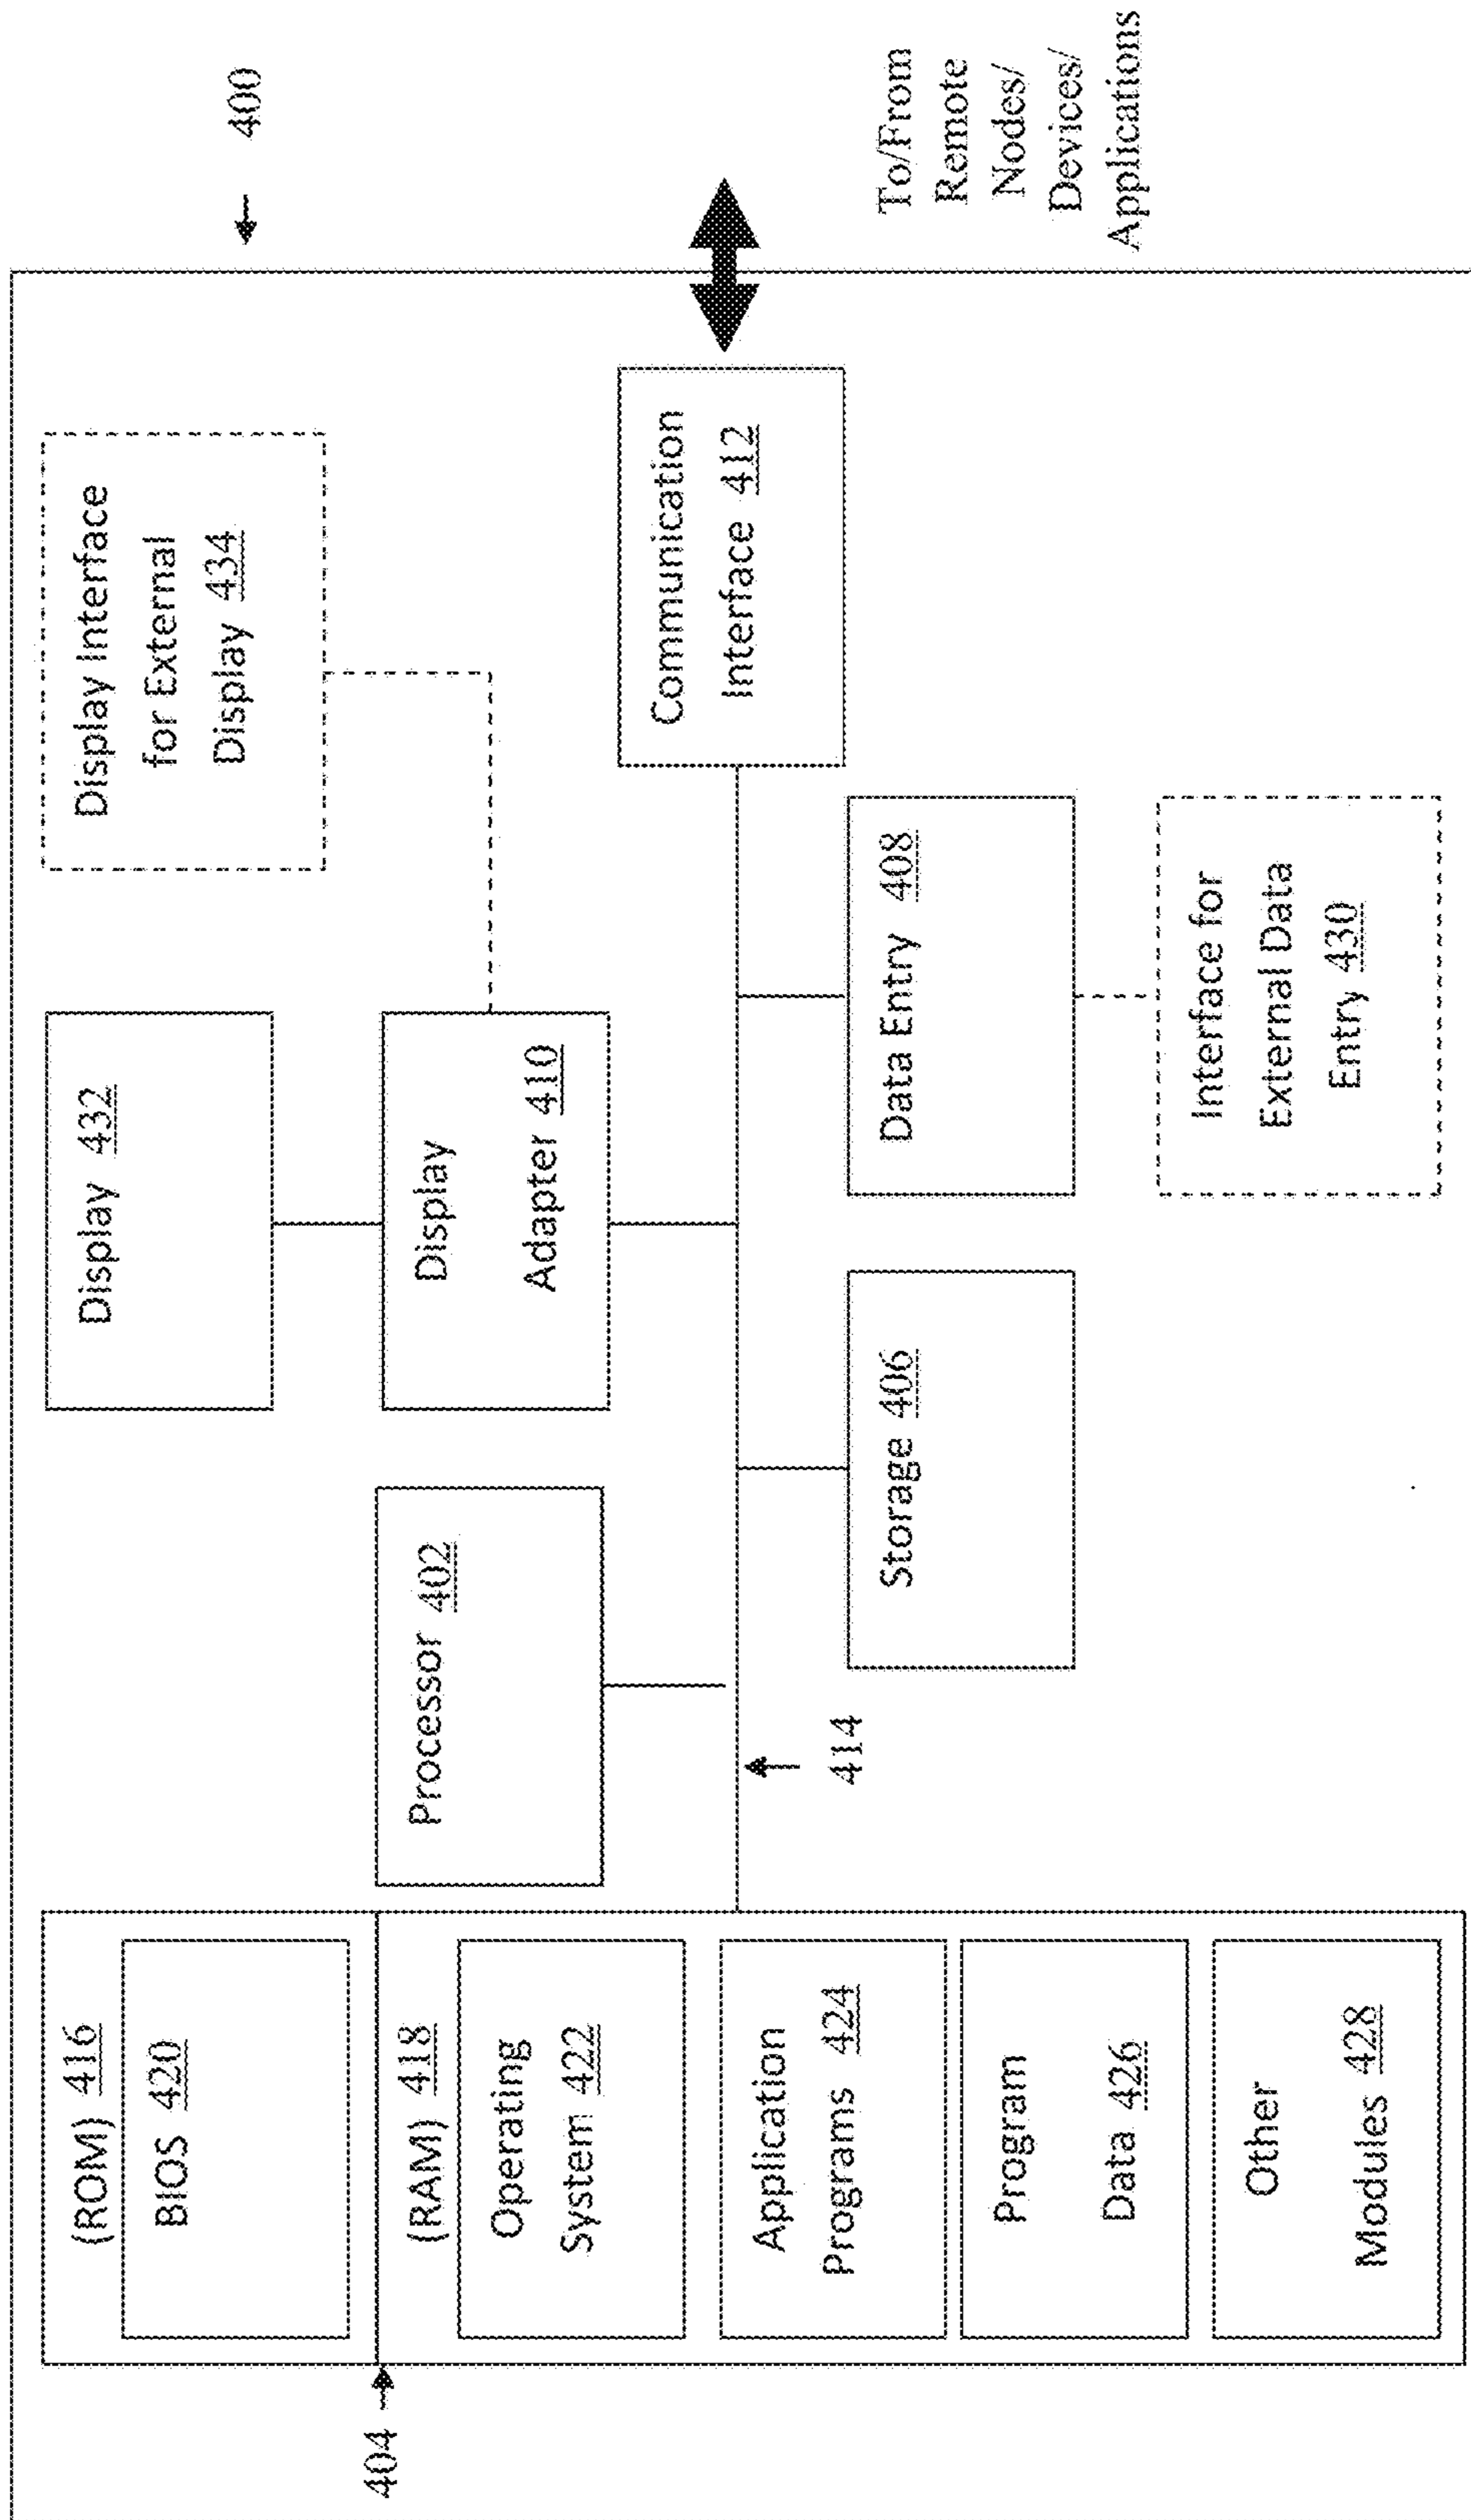 400
(ROM) 416
BIOS 420
Display 432
Display Interface
for External
Display 434
404
(RAM) 418
Operating
System 422
Processor 402
Display
Adapter 410
Application
Programs 424
Communication
Interface 412
414
Program
Data 426
Storage 406
Data Entry 408
To/From
Remote
Nodes/
Devices/
Applications
Other
Modules 428
Interface for
External Data
Entry 430